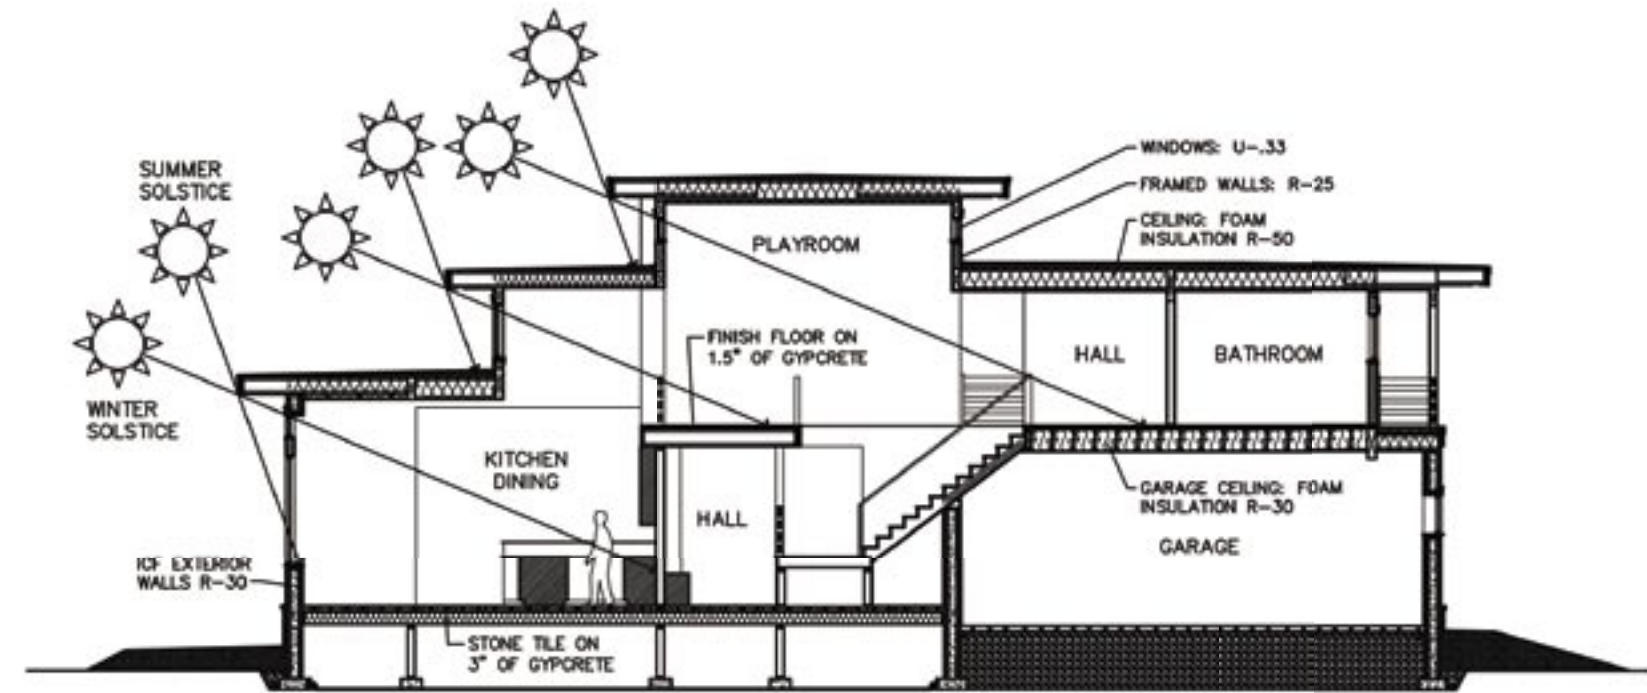 SUMMER
SOLSTICE
WINTER
SOLSTICE
WINDOWS: U-.33
FRAMED WALLS: R-25
CEILING: FOAM
INSULATION R-50
PLAYROOM
FINISH FLOOR ON
1.5" OF GYPCRETE
HALL
BATHROOM
KITCHEN
DINING
HALL
GARAGE CEILING: FOAM
INSULATION R-30
GARAGE
ICF EXTERIOR
WALLS R-30
STONE TILE ON
3" OF GYPCRETE